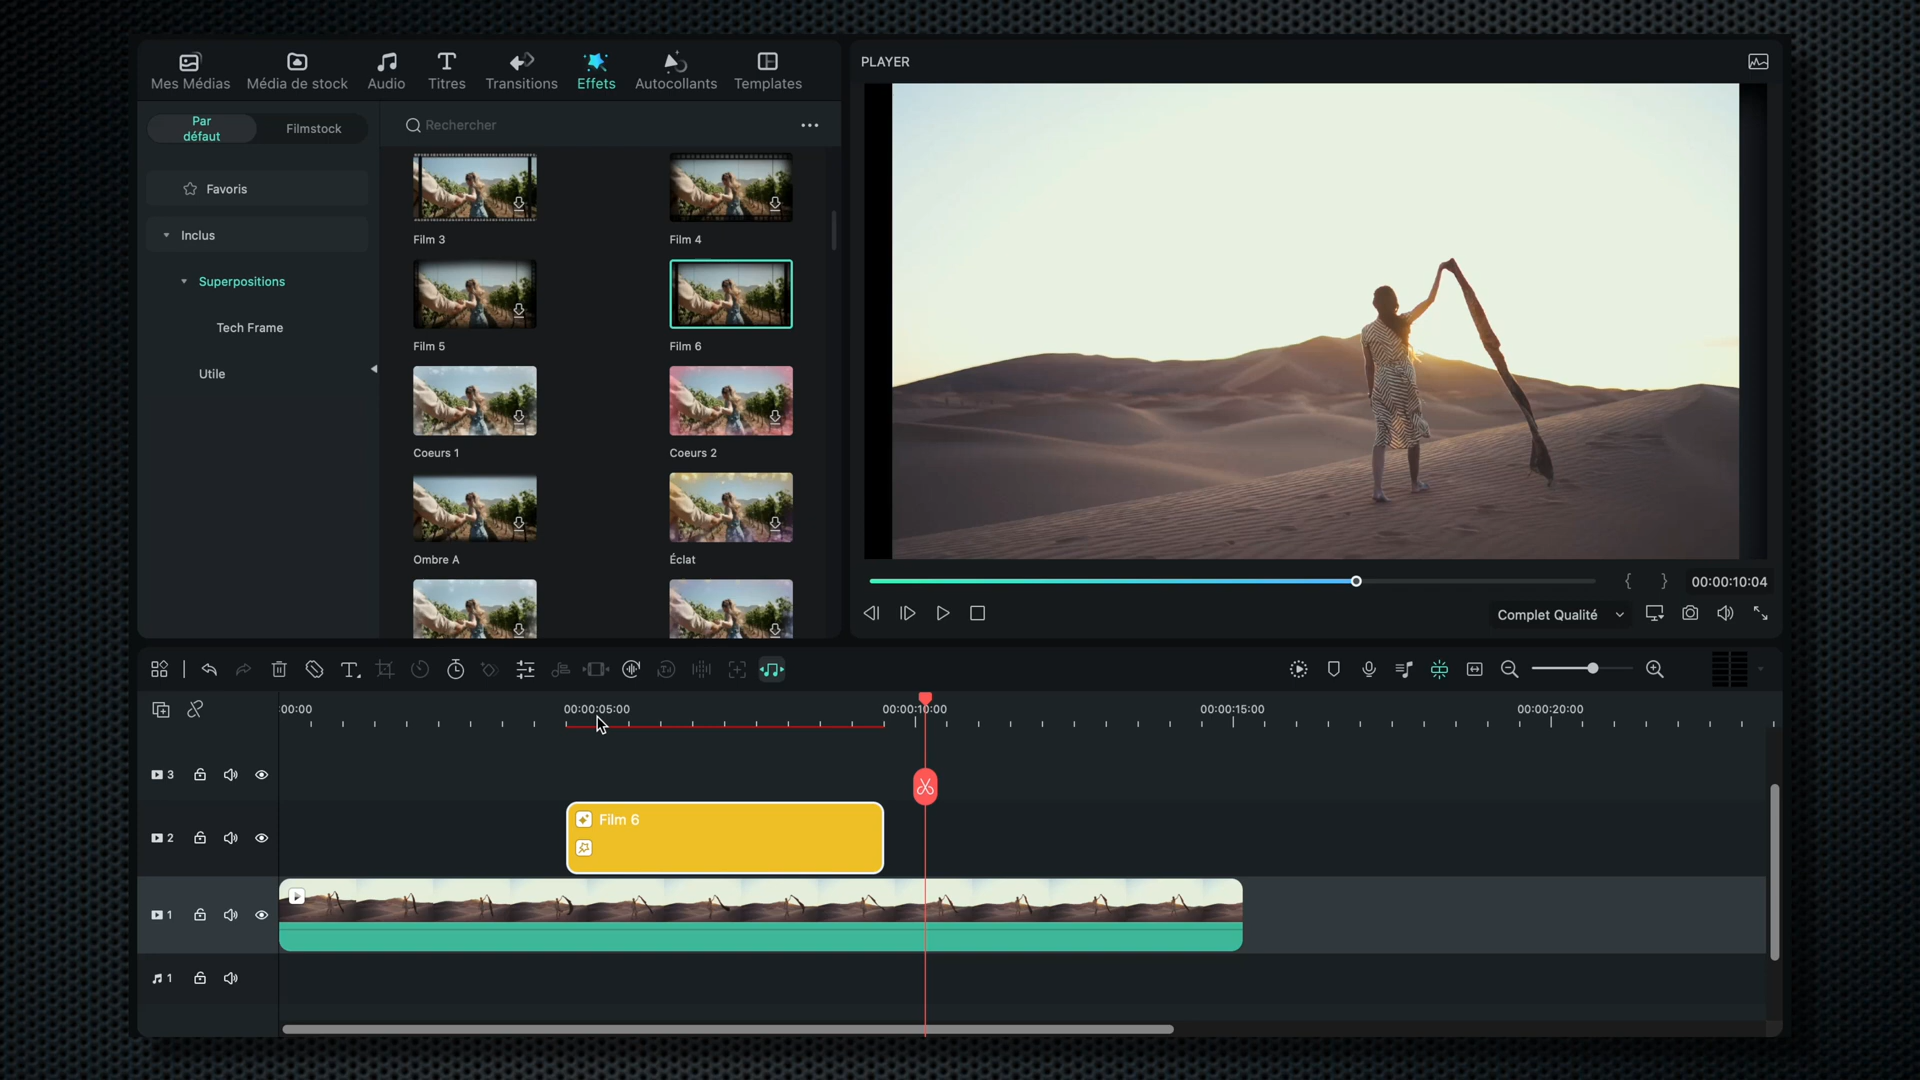 Mes Médias
Média de stock
Audio
Titres
Transitions
Effets
Autocollants
Templates
PLAYER
Par
défaut
Filmstock
Rechercher
Favoris
Inclus
Superpositions
Tech Frame
Utile
Film 3
Film 4
Film 5
Film 6
Coeurs 1
Coeurs 2
Ombre A
Éclat
00:00:10:04
Complet Qualité
:00:00
00:00:05:00
00:00:10:00
00:00:15:00
00:00:20:00
3
2
Film 6
1
1